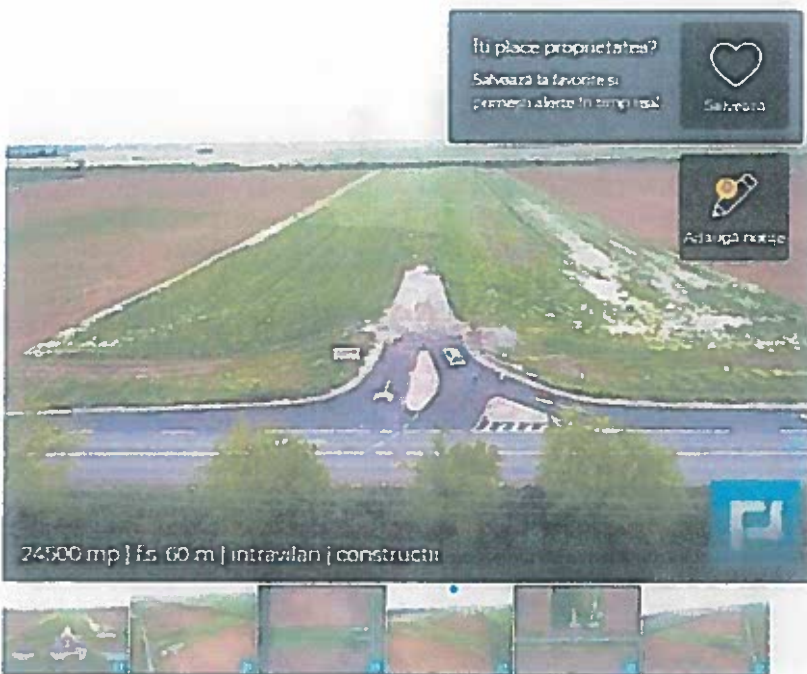 Îți place proprietatea?
Salvează la favorite și
primești alerte în timp real.
Salvează
Adaugă notițe
24500 mp | f.s. 60 m | intravilan | constructii